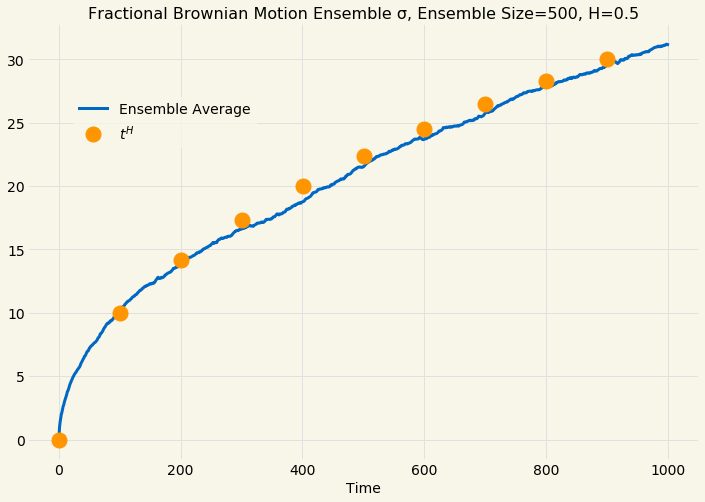 Fractional Brownian Motion Ensemble σ, Ensemble Size=500, H=0.5
30
25
20
15
10
5
0
Ensemble Average
t^H
0 200 400 600 800 1000
Time